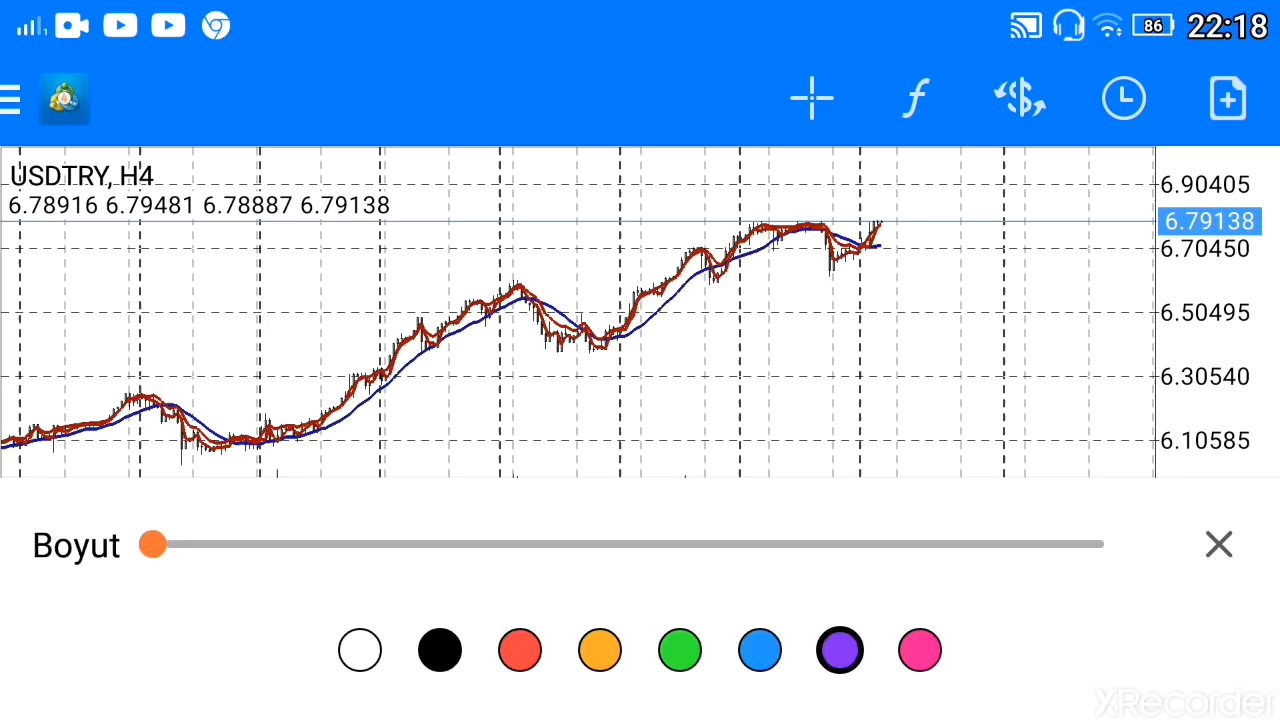 86 22:18
USDTRY, H4
6.78916 6.79481 6.78887 6.79138
6.90405
6.79138
6.70450
6.50495
6.30540
6.10585
Boyut
XRecorder